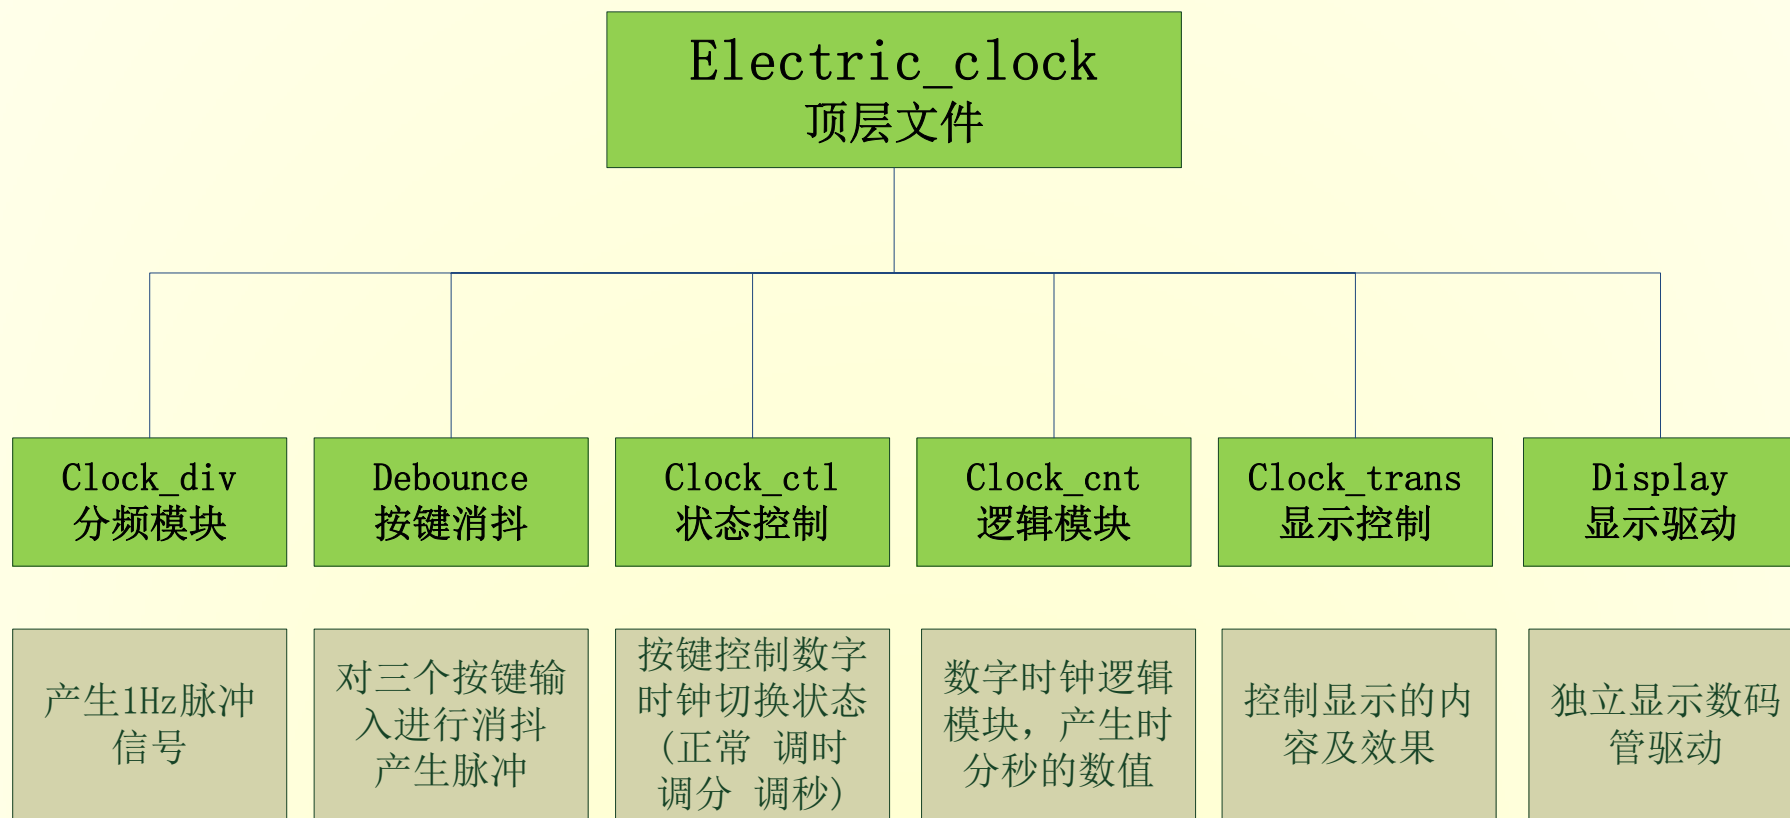 Electric_clock
顶层文件
Clock_div
分频模块
Debounce
按键消抖
Clock_ctl
状态控制
Clock_cnt
逻辑模块
Clock_trans
显示控制
Display
显示驱动
产生1Hz脉冲
信号
对三个按键输
入进行消抖
产生脉冲
按键控制数字
时钟切换状态
(正常 调时
调分 调秒)
数字时钟逻辑
模块，产生时
分秒的数值
控制显示的内
容及效果
独立显示数码
管驱动